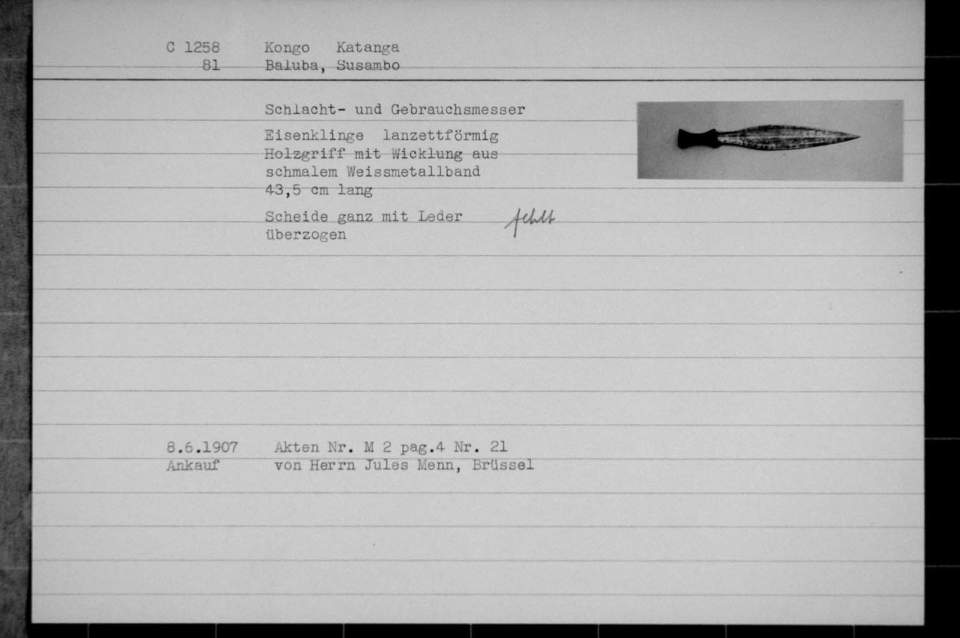 C 1258 Kongo Katanga
81 Baluba, Susambo
Schlacht- und Gebrauchsmesser
Eisenklinge lanzettförmig
Holzgriff mit Wicklung aus
schmalem Weissmetallband
43,5 cm lang
Scheide ganz mit Leder fehlt
überzogen
8.6.1907 Akten Nr. M 2 pag.4 Nr. 21
Ankauf von Herrn Jules Menn, Brüssel